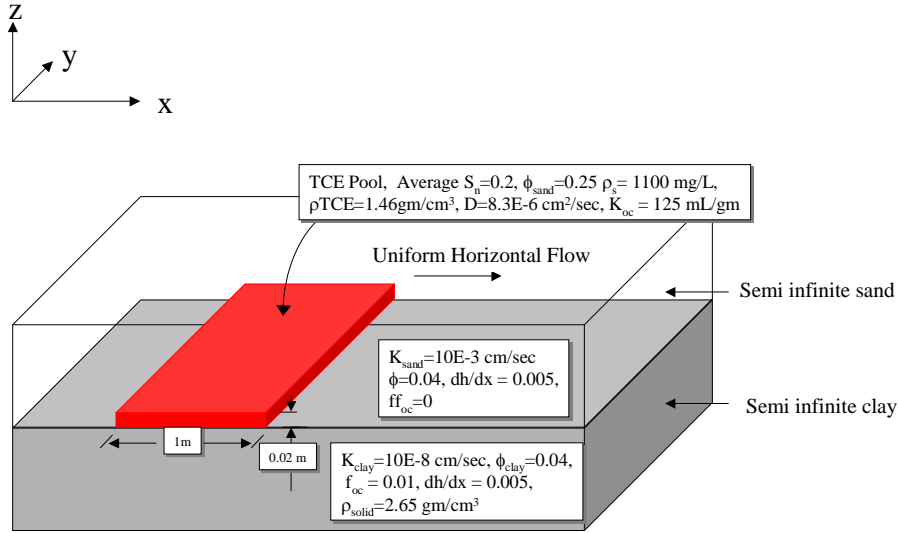 z
y
x
TCE Pool, Average Sn=0.2, ϕsand=0.25 ρs= 1100 mg/L,
ρTCE=1.46gm/cm³, D=8.3E-6 cm²/sec, Koc = 125 mL/gm
Uniform Horizontal Flow
Semi infinite sand
Ksand=10E-3 cm/sec
ϕ=0.04, dh/dx = 0.005,
ffoc=0
Semi infinite clay
1m
0.02 m
Kclay=10E-8 cm/sec, ϕclay=0.04,
foc = 0.01, dh/dx = 0.005,
ρsolid=2.65 gm/cm³